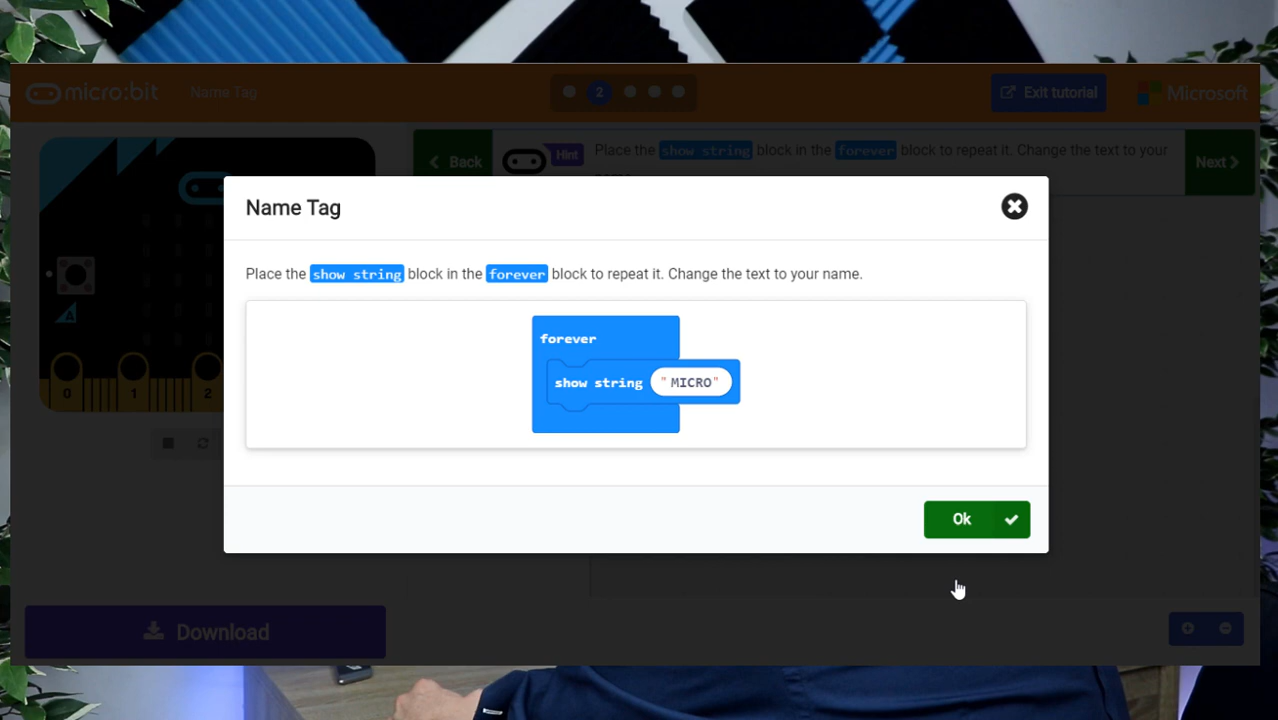 micro:bit
Name Tag
2
Exit tutorial
Microsoft
Back
Hint
Place the show string block in the forever block to repeat it. Change the text to your
Next
Name Tag
Place the show string block in the forever block to repeat it. Change the text to your name.
forever
show string "MICRO"
Ok
A
0
1
2
Download